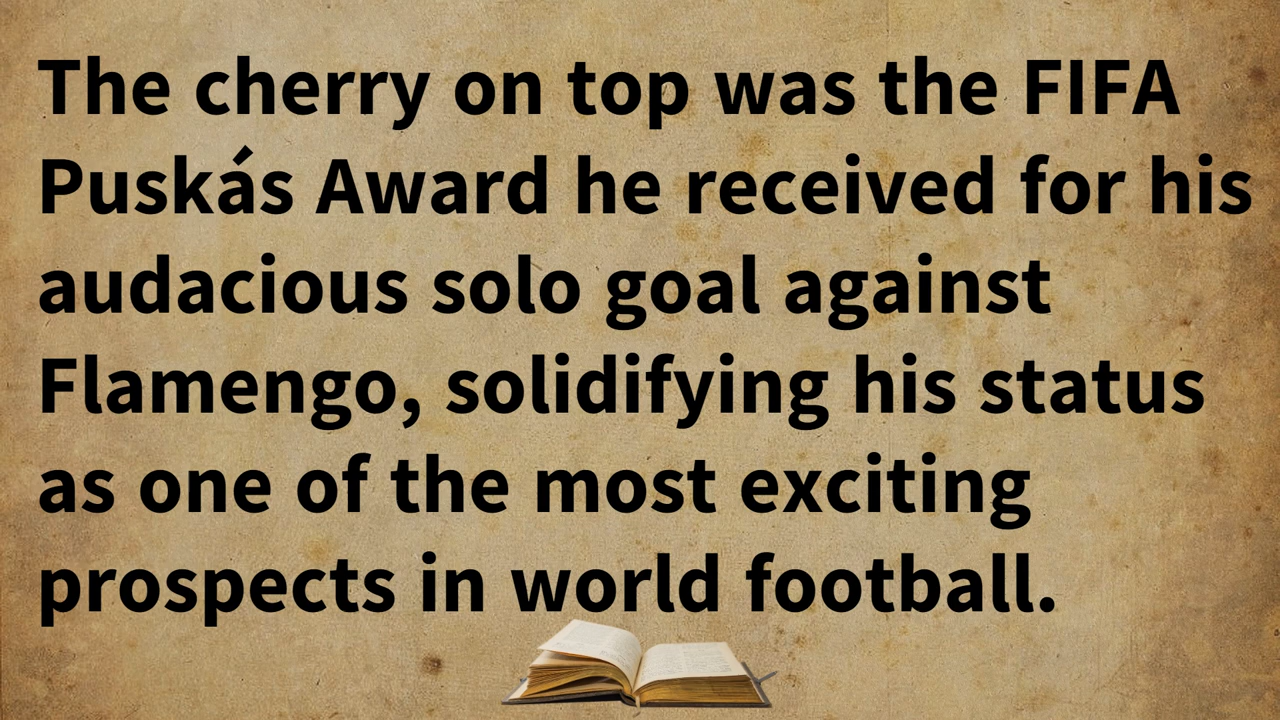 The cherry on top was the FIFA
Puskás Award he received for his
audacious solo goal against
Flamengo, solidifying his status
as one of the most exciting
prospects in world football.